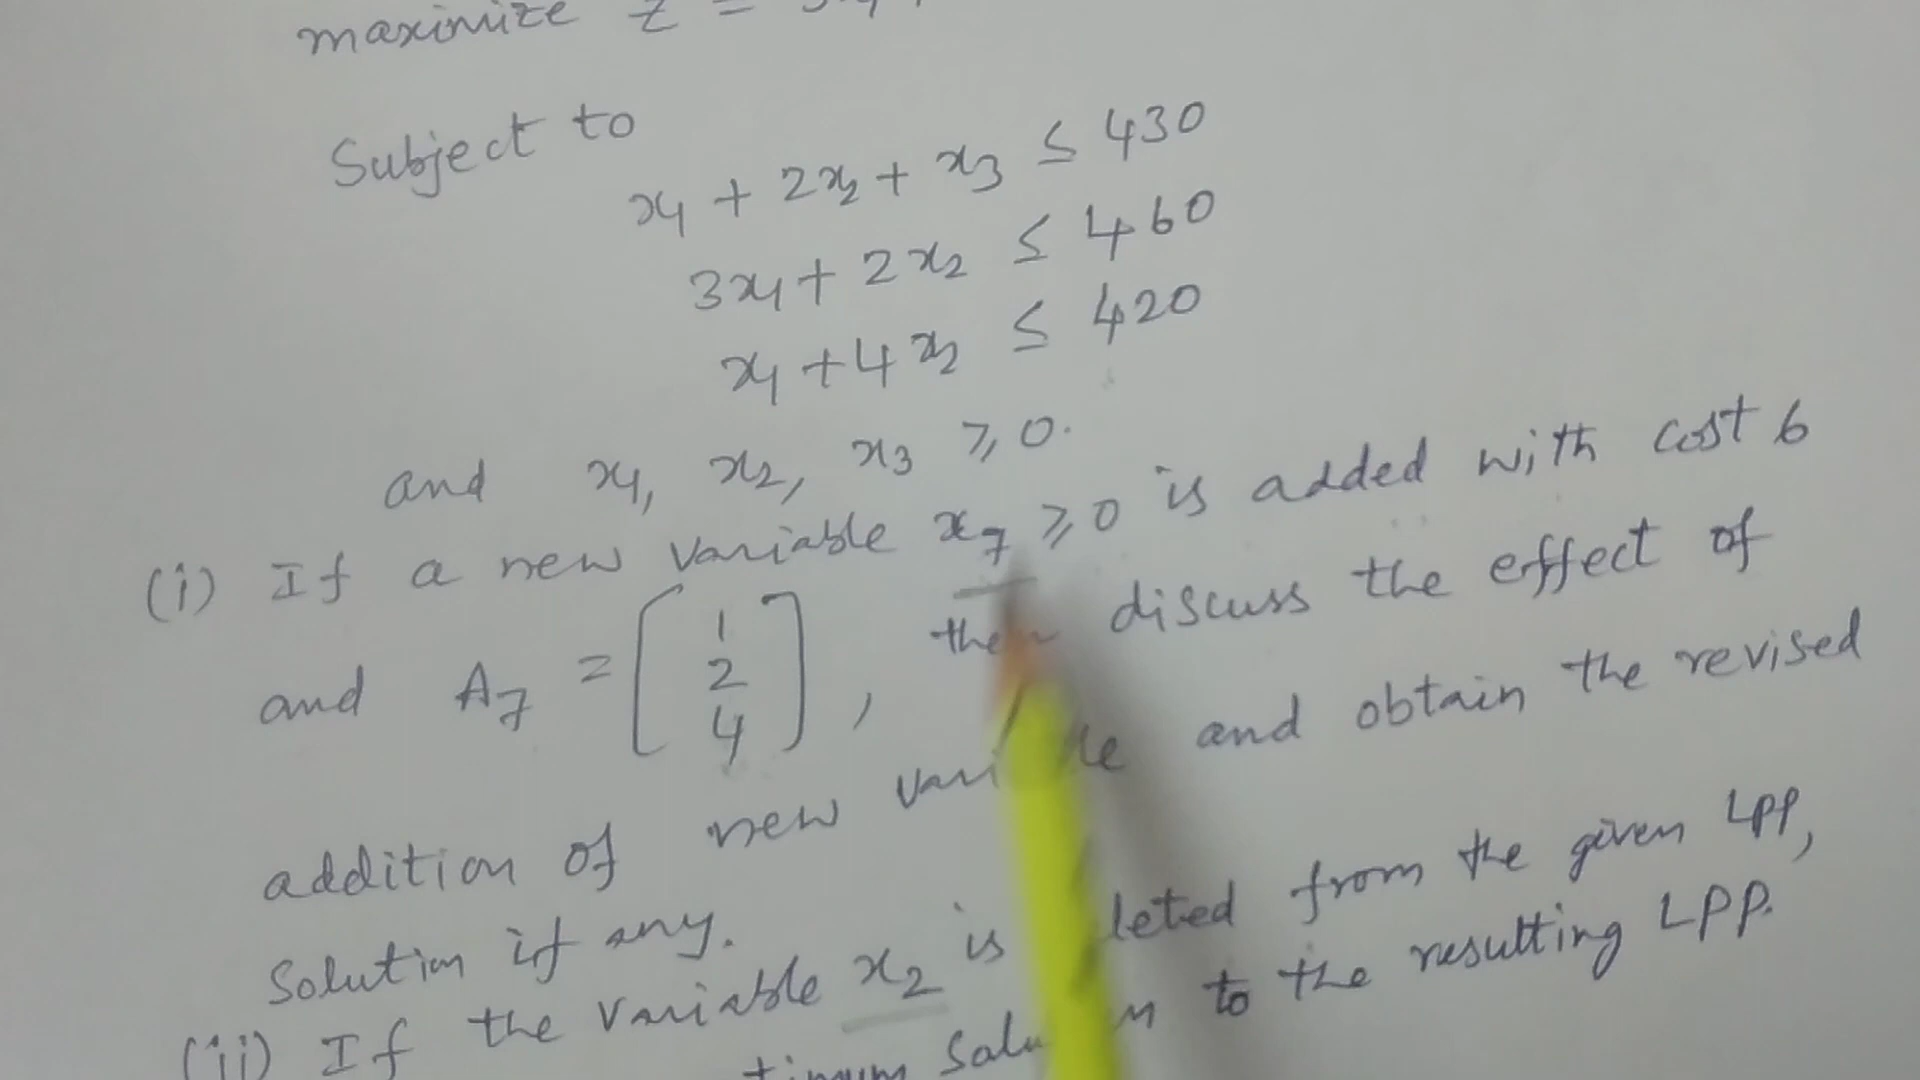 maximize z =
Subject to
x₁ + 2x₂ + x₃ ≤ 430
3x₁ + 2x₂ ≤ 460
x₁ + 4x₂ ≤ 420
and x₁, x₂, x₃ ≥ 0.
(i) If a new variable x₇ ≥ 0 is added with cost 6
and A₇ = [1 2 4], then discuss the effect of
addition of new and obtain the revised
Solution if any.
(ii) If the variable x₂ is from the given LPP,
to the resulting LPP.